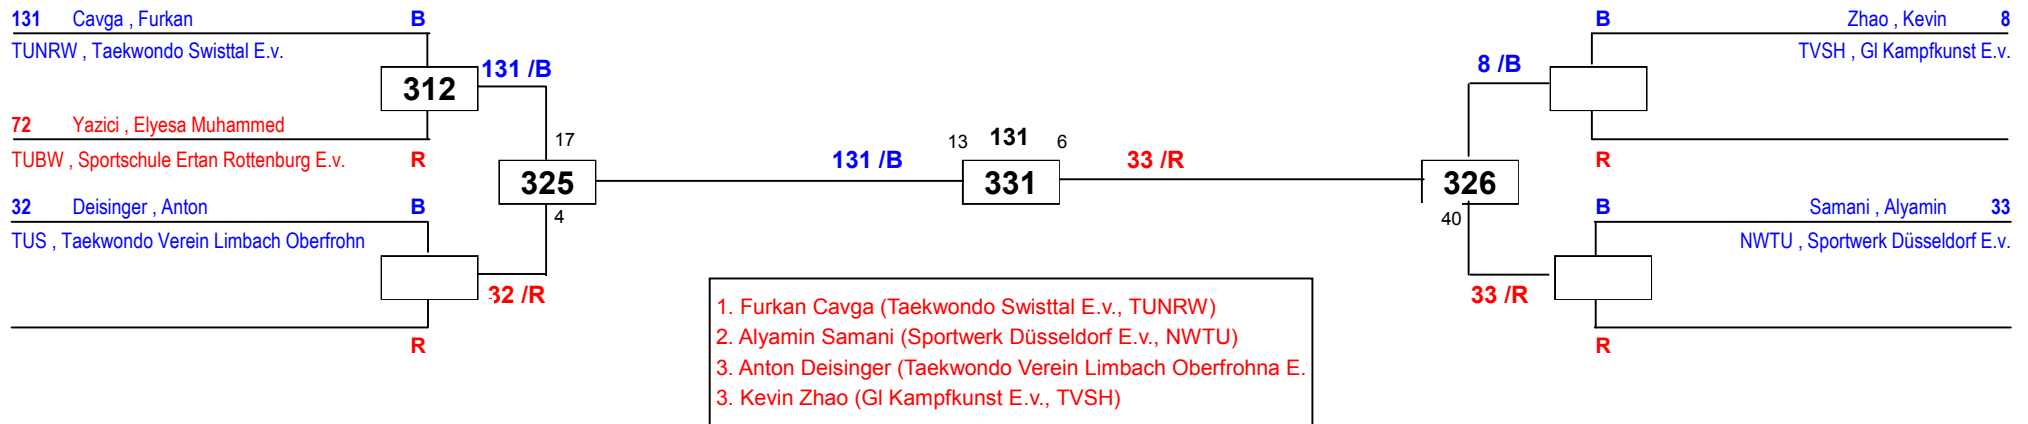 131 Cavga , Furkan B
TUNRW , Taekwondo Swisttal E.v.
312
131 /B
72 Yazici , Elyesa Muhammed
TUBW , Sportschule Ertan Rottenburg E.v. R
17
325
4
32 Deisinger , Anton B
TUS , Taekwondo Verein Limbach Oberfrohn
32 /R
R
131 /B
13 131 6
331
33 /R
B Zhao , Kevin 8
TVSH , GI Kampfkunst E.v.
8 /B
R
326
40
B Samani , Alyamin 33
NWTU , Sportwerk Düsseldorf E.v.
33 /R
R
1. Furkan Cavga (Taekwondo Swisttal E.v., TUNRW)
2. Alyamin Samani (Sportwerk Düsseldorf E.v., NWTU)
3. Anton Deisinger (Taekwondo Verein Limbach Oberfrohna E.
3. Kevin Zhao (GI Kampfkunst E.v., TVSH)